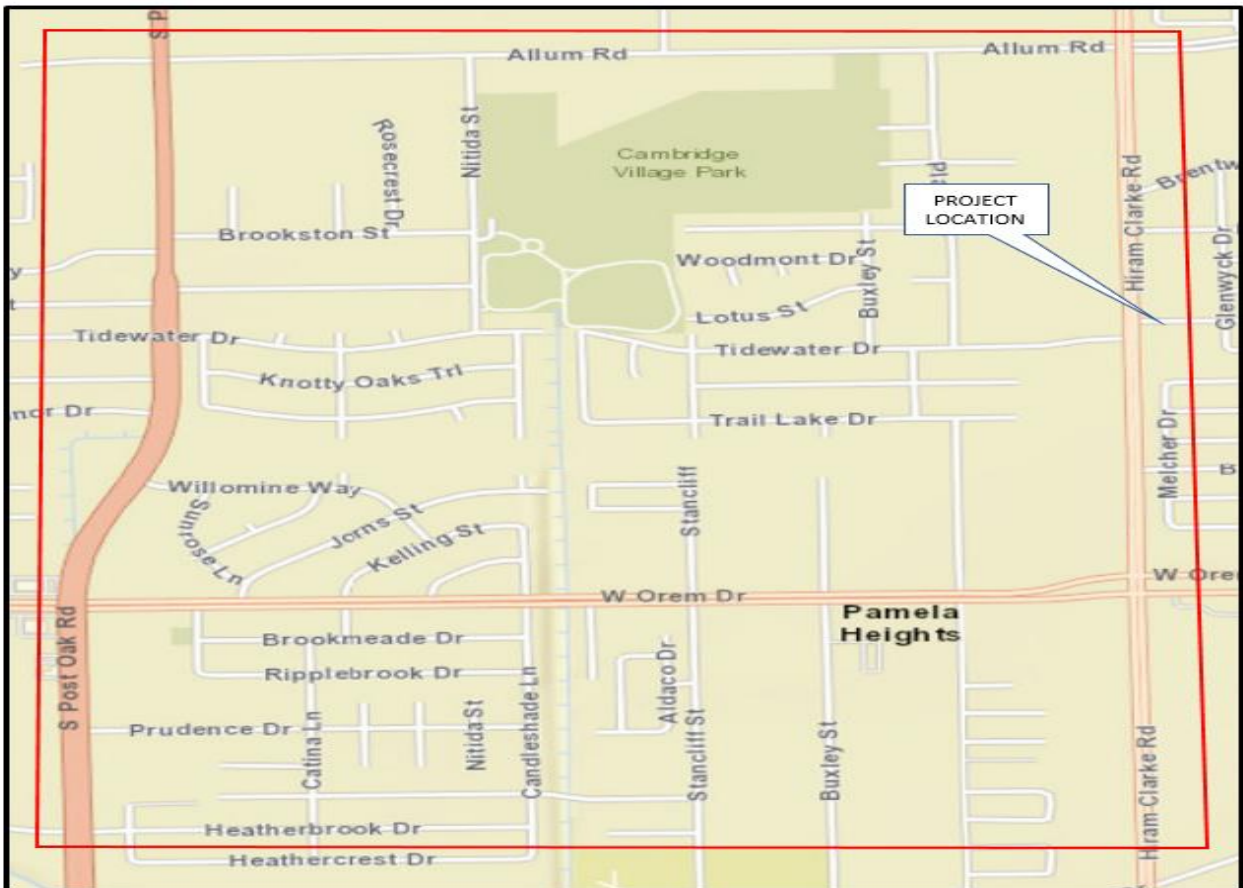 S P
Allum Rd
Allum Rd
Rosecrest Dr
Nitida St
Cambridge
Village Park
Hiram Clarke Rd
Brentw
PROJECT
LOCATION
eld
Brookston St
Woodmont Dr
Buxley St
Glenwyck Dr
Lotus St
Tidewater Dr
Tidewater Dr
Knotty Oaks Trl
nor Dr
Trail Lake Dr
Melcher Dr
Willomine Way
Stancliff
B
Sunrose Ln
Jorns St
Kelling St
W Orem Dr
W Ore
Pamela
Heights
Brookmeade Dr
Ripplebrook Dr
Aldaco Dr
S Post Oak Rd
Prudence Dr
Catina Ln
Nitida St
Candleshade Ln
Stancliff St
Buxley St
Hiram Clarke Rd
Heatherbrook Dr
Heathercrest Dr